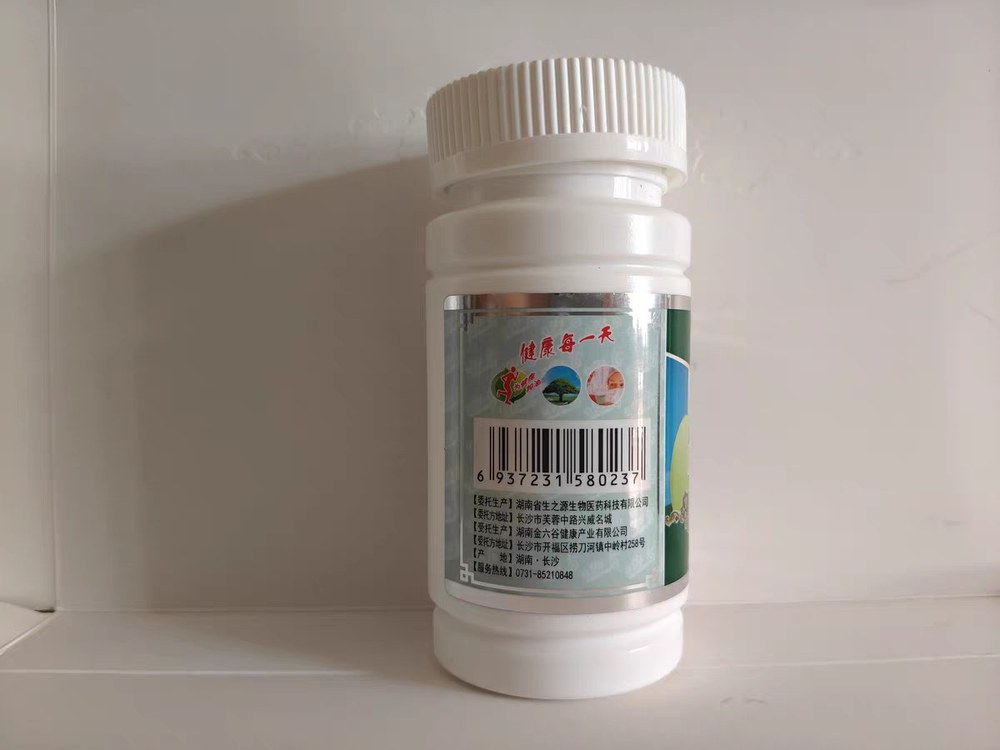 健康每一天
6 937231 580237
【委托生产】湖南省生之源生物医药科技有限公司
【委托方地址】长沙市芙蓉中路兴威名城
【受托生产】湖南金六谷健康产业有限公司
【受托方地址】长沙市开福区捞刀河镇中岭村258号
【产 地】湖南·长沙
【服务热线】0731-85210848